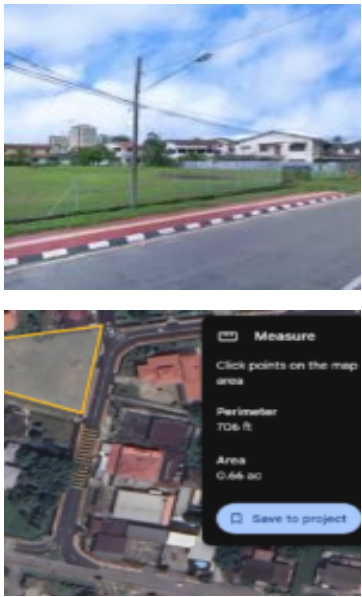 Measure
Click points on the map
area
Perimeter
706 ft
Area
0.66 ac
Save to project